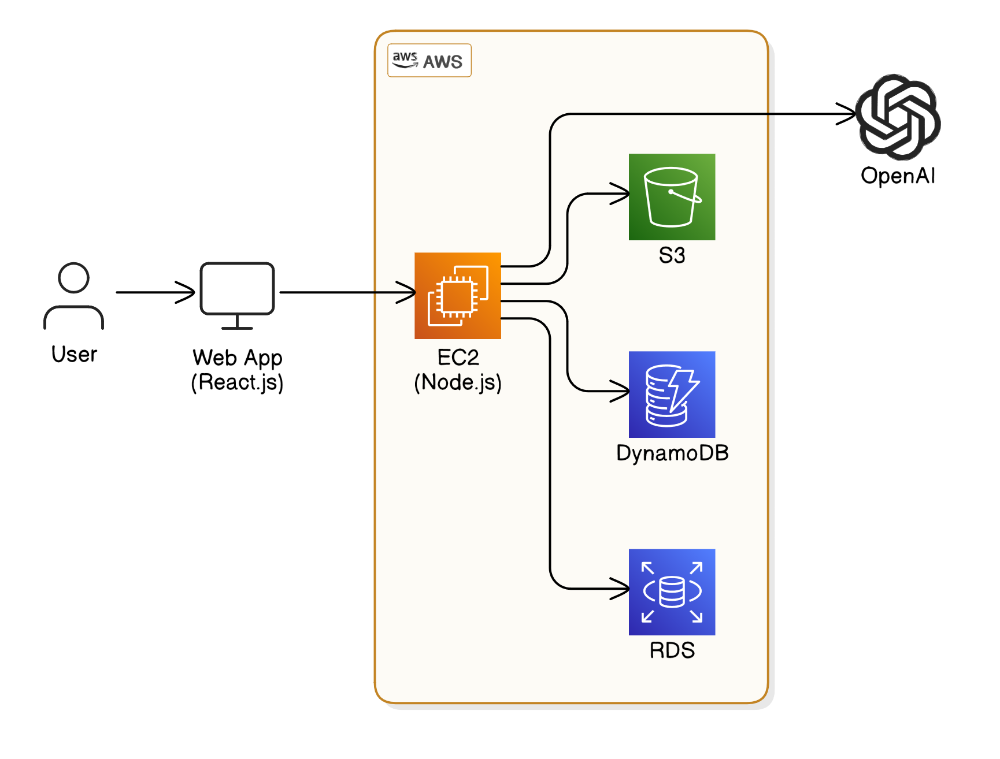 aws AWS
OpenAI
S3
User
Web App
(React.js)
EC2
(Node.js)
DynamoDB
RDS